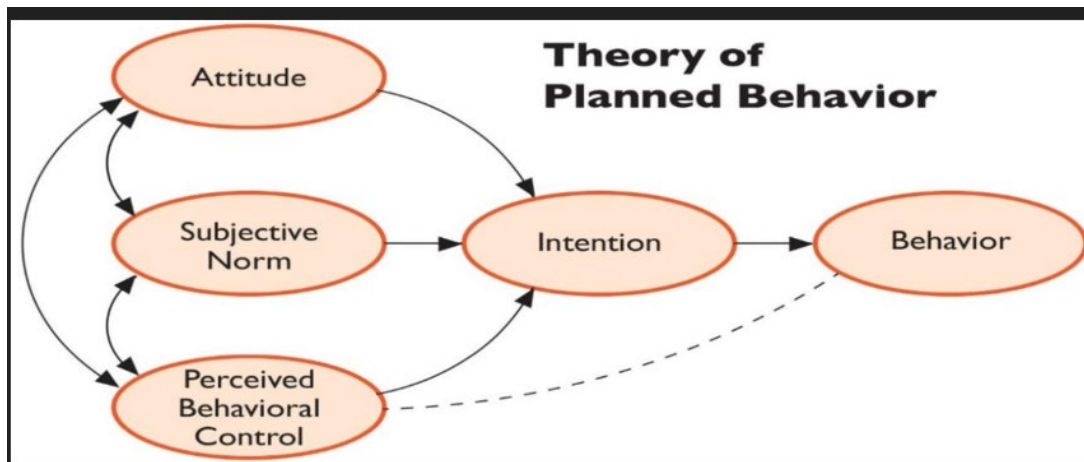 Theory of
Planned Behavior
Attitude
Subjective
Norm
Intention
Behavior
Perceived
Behavioral
Control